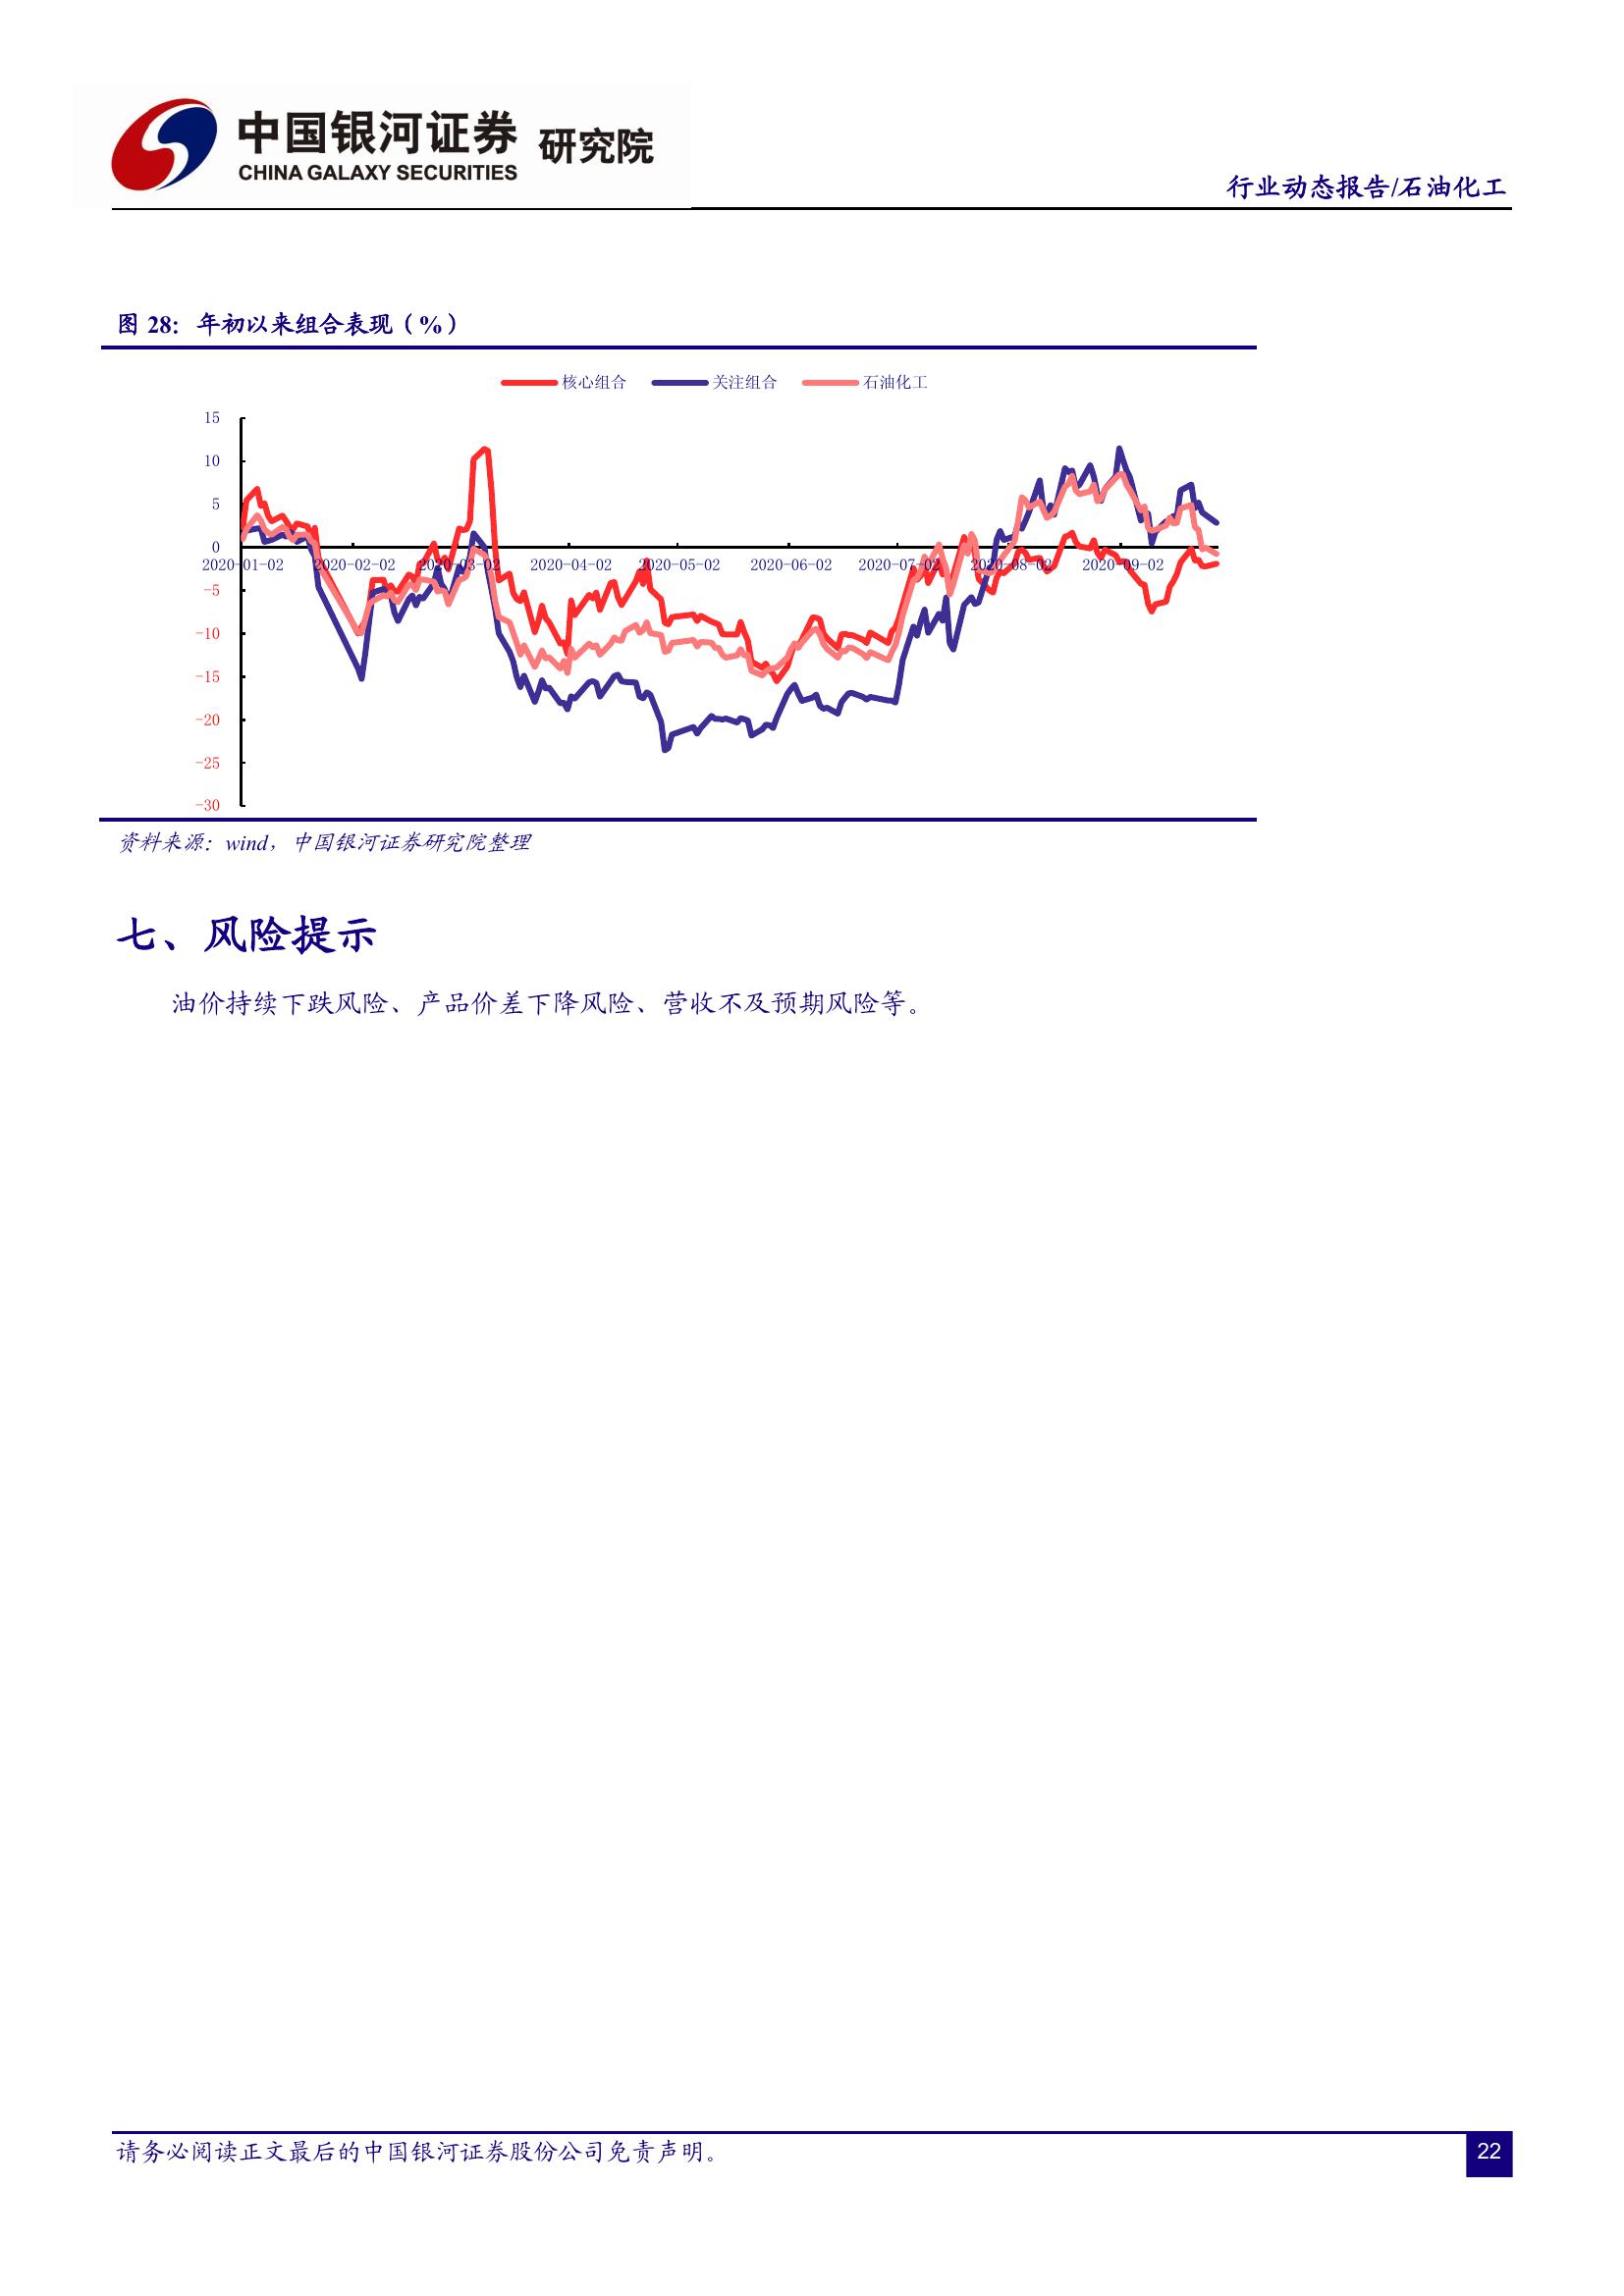 中国银河证券 研究院
CHINA GALAXY SECURITIES
行业动态报告/石油化工
图 28：年初以来组合表现（%）
核心组合 关注组合 石油化工
15
10
5
0
2020-01-02 2020-02-02 2020-03-02 2020-04-02 2020-05-02 2020-06-02 2020-07-02 2020-08-02 2020-09-02
-5
-10
-15
-20
-25
-30
资料来源：wind，中国银河证券研究院整理
七、风险提示
油价持续下跌风险、产品价差下降风险、营收不及预期风险等。
请务必阅读正文最后的中国银河证券股份公司免责声明。
22